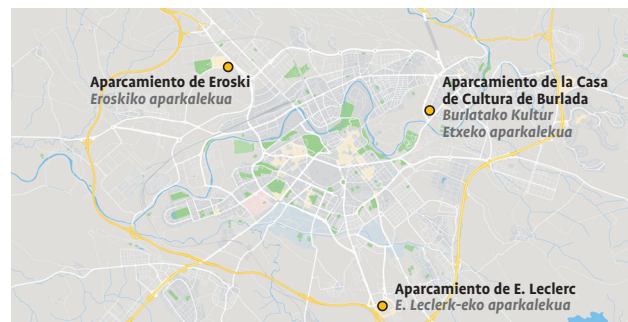 Aparcamiento de Eroski
Eroskiko aparkalekua
Aparcamiento de la Casa
de Cultura de Burlada
Burlatako Kultur
Etxeko aparkalekua
Aparcamiento de E. Leclerc
E. Leclerk-eko aparkalekua